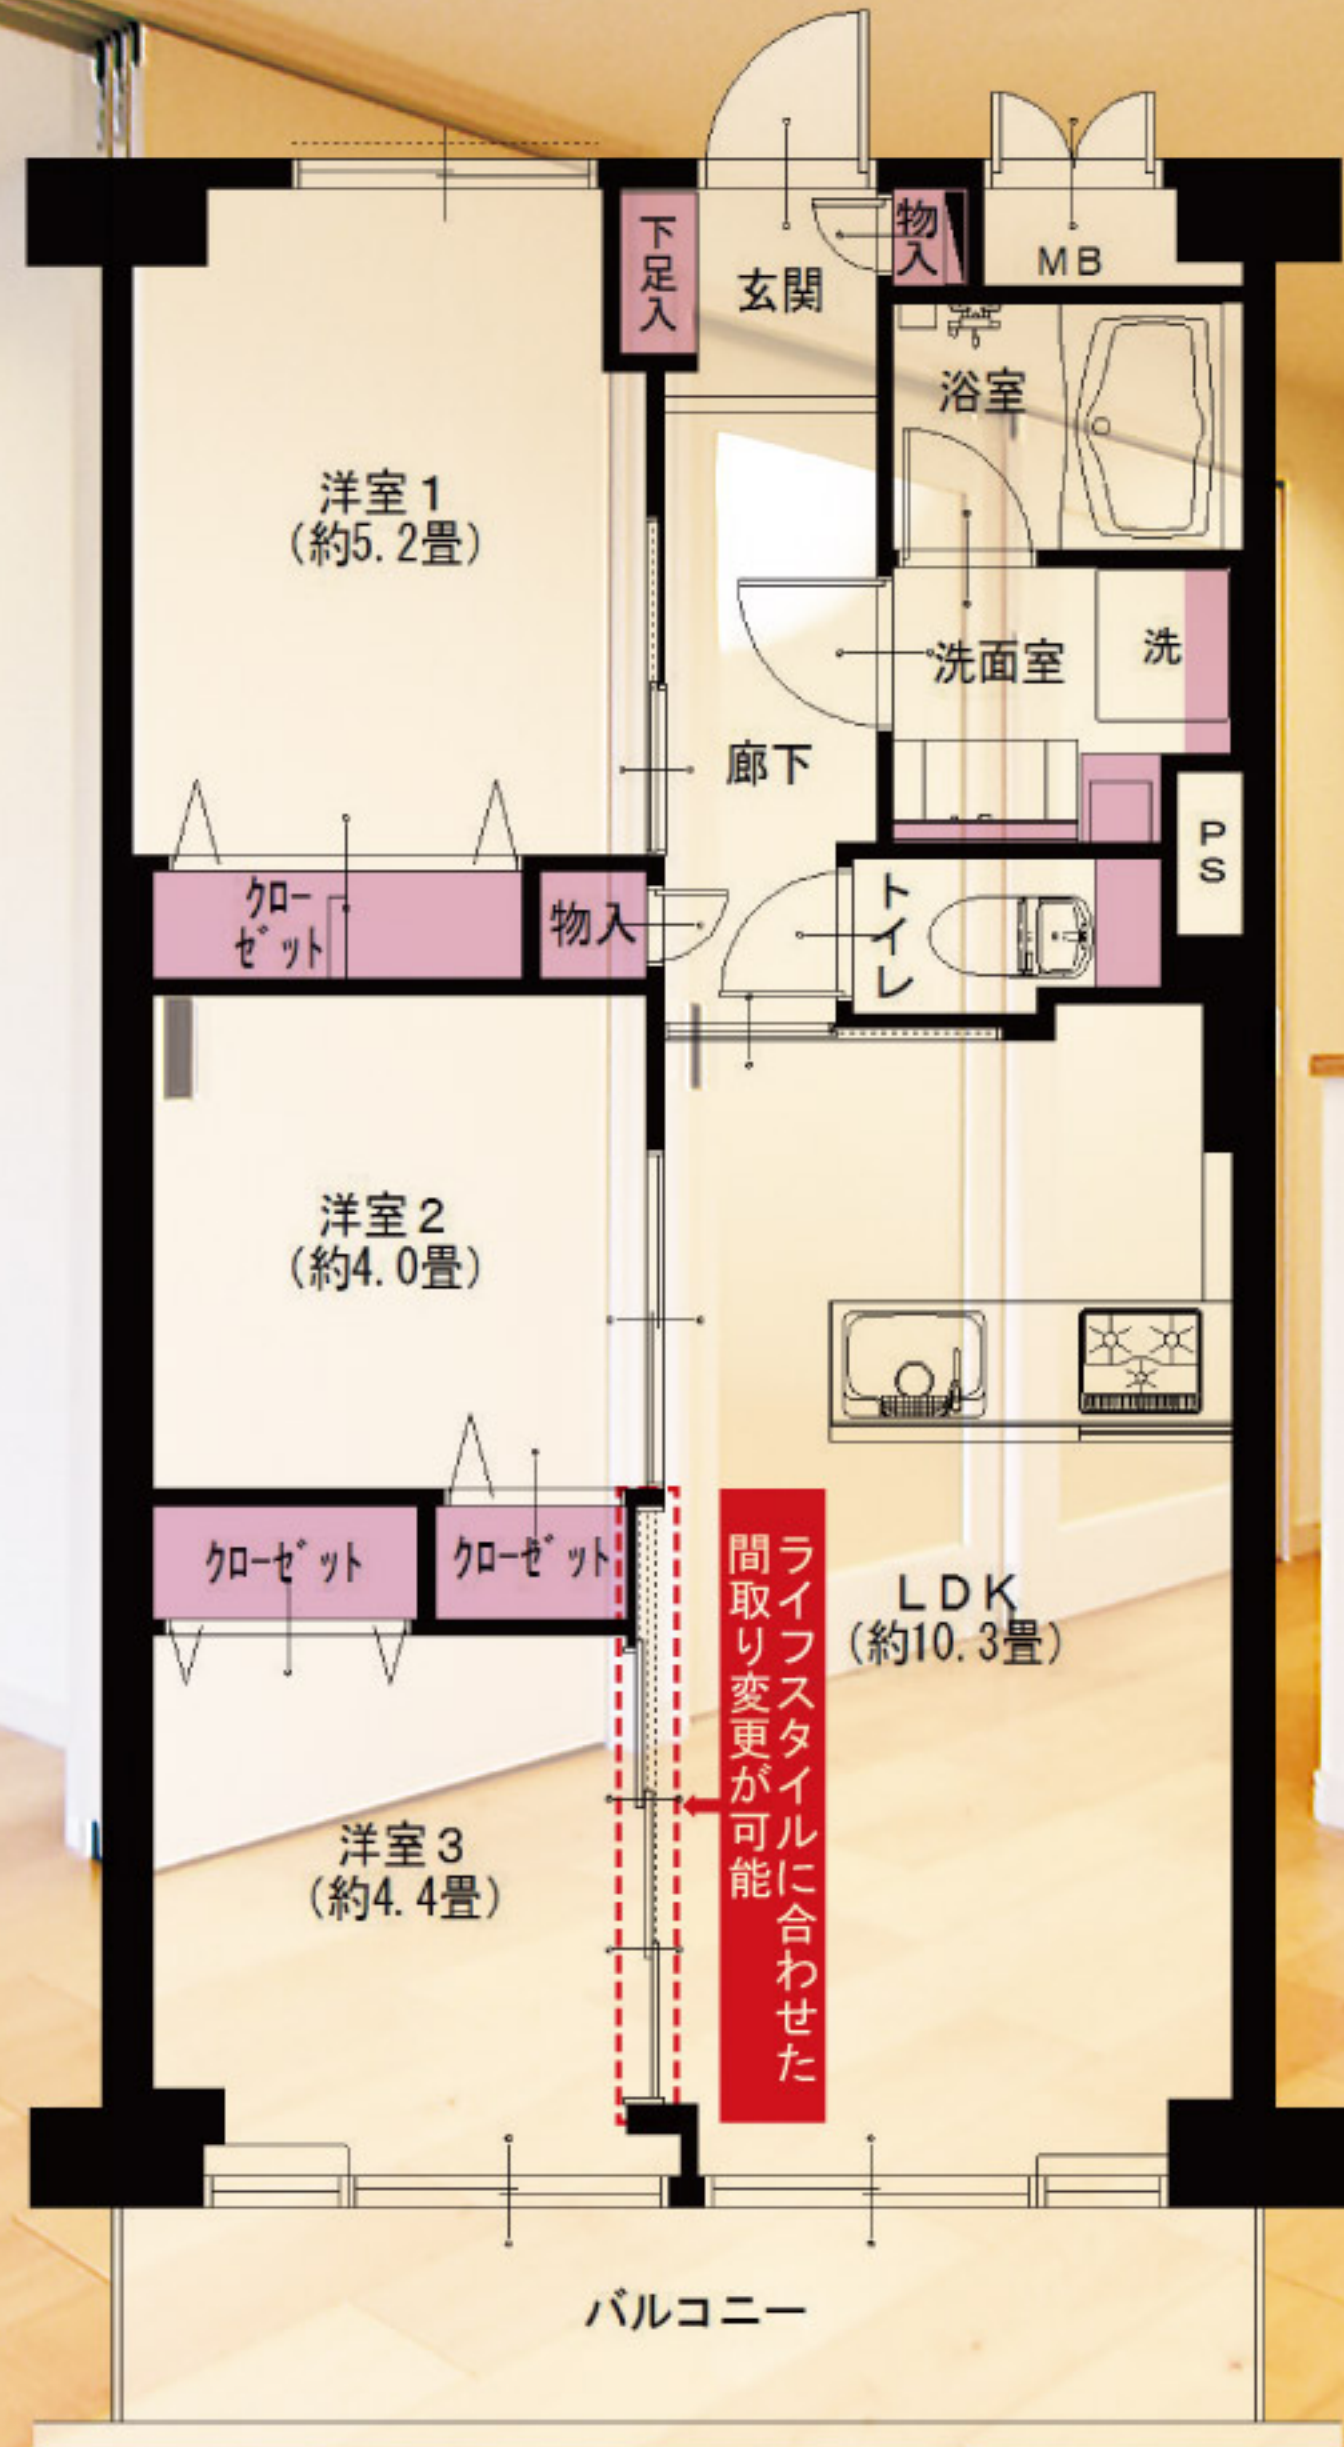 下足入
玄関
物入
MB
浴室
洋室1
(約5.2畳)
洗面室
洗
廊下
PS
クローゼット
物入
トイレ
洋室2
(約4.0畳)
クローゼット
クローゼット
ライフスタイルに合わせた
間取り変更が可能
LDK
(約10.3畳)
洋室3
(約4.4畳)
バルコニー